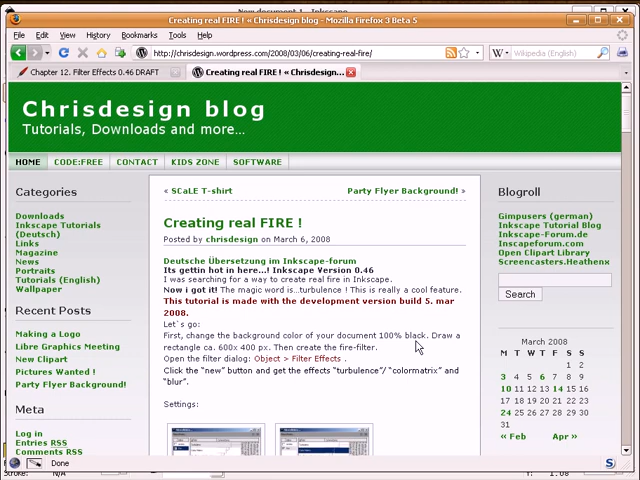 New document 1 - Inkscape
Creating real FIRE ! « Chrisdesign blog - Mozilla Firefox 3 Beta 5
File Edit View History Bookmarks Tools Help
http://chrisdesign.wordpress.com/2008/03/06/creating-real-fire/
Wikipedia (English)
Chapter 12. Filter Effects 0.46 DRAFT
Creating real FIRE ! « Chrisdesign...
Chrisdesign blog
Tutorials, Downloads and more...
HOME CODE:FREE CONTACT KIDS ZONE SOFTWARE
Categories
Downloads
Inkscape Tutorials
(Deutsch)
Links
Magazine
News
Portraits
Tutorials (English)
Wallpaper
Recent Posts
Making a Logo
Libre Graphics Meeting
New Clipart
Pictures Wanted !
Party Flyer Background!
Meta
Log in
Entries RSS
Comments RSS
« SCaLE T-shirt
Party Flyer Background! »
Creating real FIRE !
Posted by chrisdesign on March 6, 2008
Deutsche Übersetzung im Inkscape-forum
Its gettin hot in here...! Inkscape Version 0.46
I was searching for a way to create real fire in Inkscape.
Now i got it! The magic word Td is...turbulence ! This is really a cool feature.
This tutorial is made with the development version build 5. mar
2008.
Let`s go:
First, change the background color of your document 100% black. Draw a
rectangle ca. 600x 400 px. Then create the fire-filter.
Open the filter dialog: Object > Filter Effects .
Click the “new” button and get the effects “turbulence”/ “colormatrix” and
“blur”.
Settings:
Blogroll
Gimpusers (german)
Inkscape Tutorial Blog
Inkscape-Forum.de
Inscapeforum.com
Open Clipart Library
Screencasters.Heathenx
Search
March 2008
M T W T F S S
1 2
3 4 5 6 7 8 9
10 11 12 13 14 15 16
17 18 19 20 21 22 23
24 25 26 27 28 29 30
31
« Feb Apr »
Done
Stroke: N/A
Y: 1.08